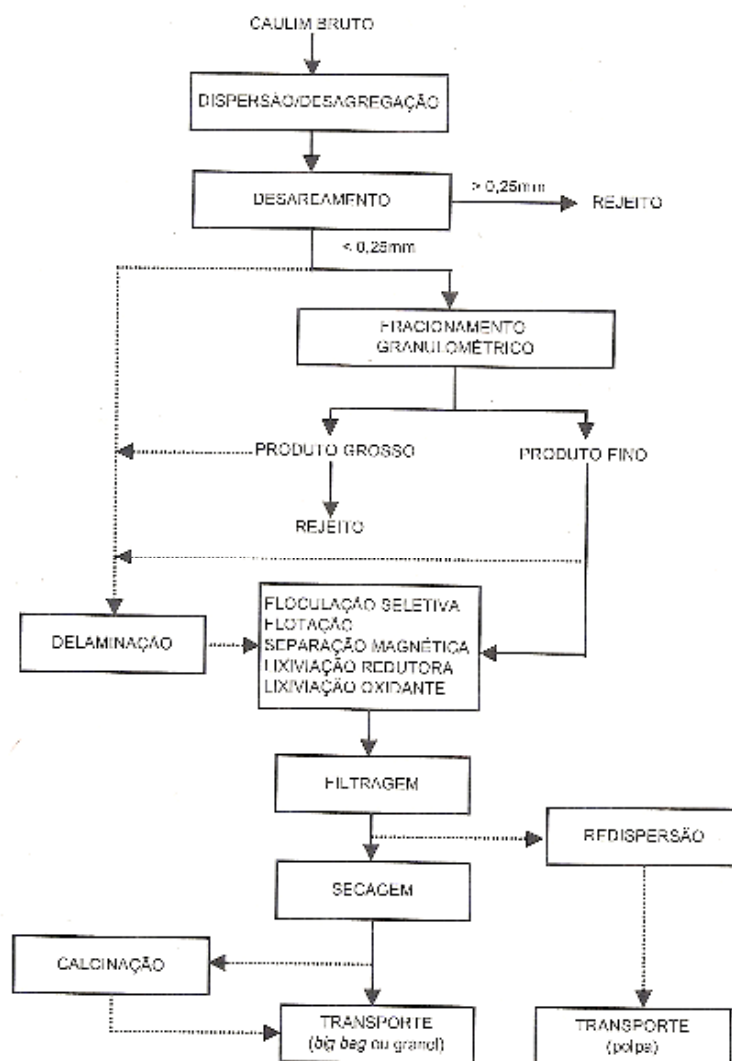 CAULIM BRUTO
DISPERSÃO/DESAGREGAÇÃO
DESAREAMENTO
> 0,25mm
REJEITO
< 0,25mm
FRACIONAMENTO
GRANULOMÉTRICO
PRODUTO GROSSO
PRODUTO FINO
REJEITO
DELAMINAÇÃO
FLOCULAÇÃO SELETIVA
FLOTAÇÃO
SEPARAÇÃO MAGNÉTICA
LIXIVIAÇÃO REDUTORA
LIXIVIAÇÃO OXIDANTE
FILTRAGEM
REDISPERSÃO
SECAGEM
CALCINAÇÃO
TRANSPORTE
(big bag ou granel)
TRANSPORTE
(polpa)